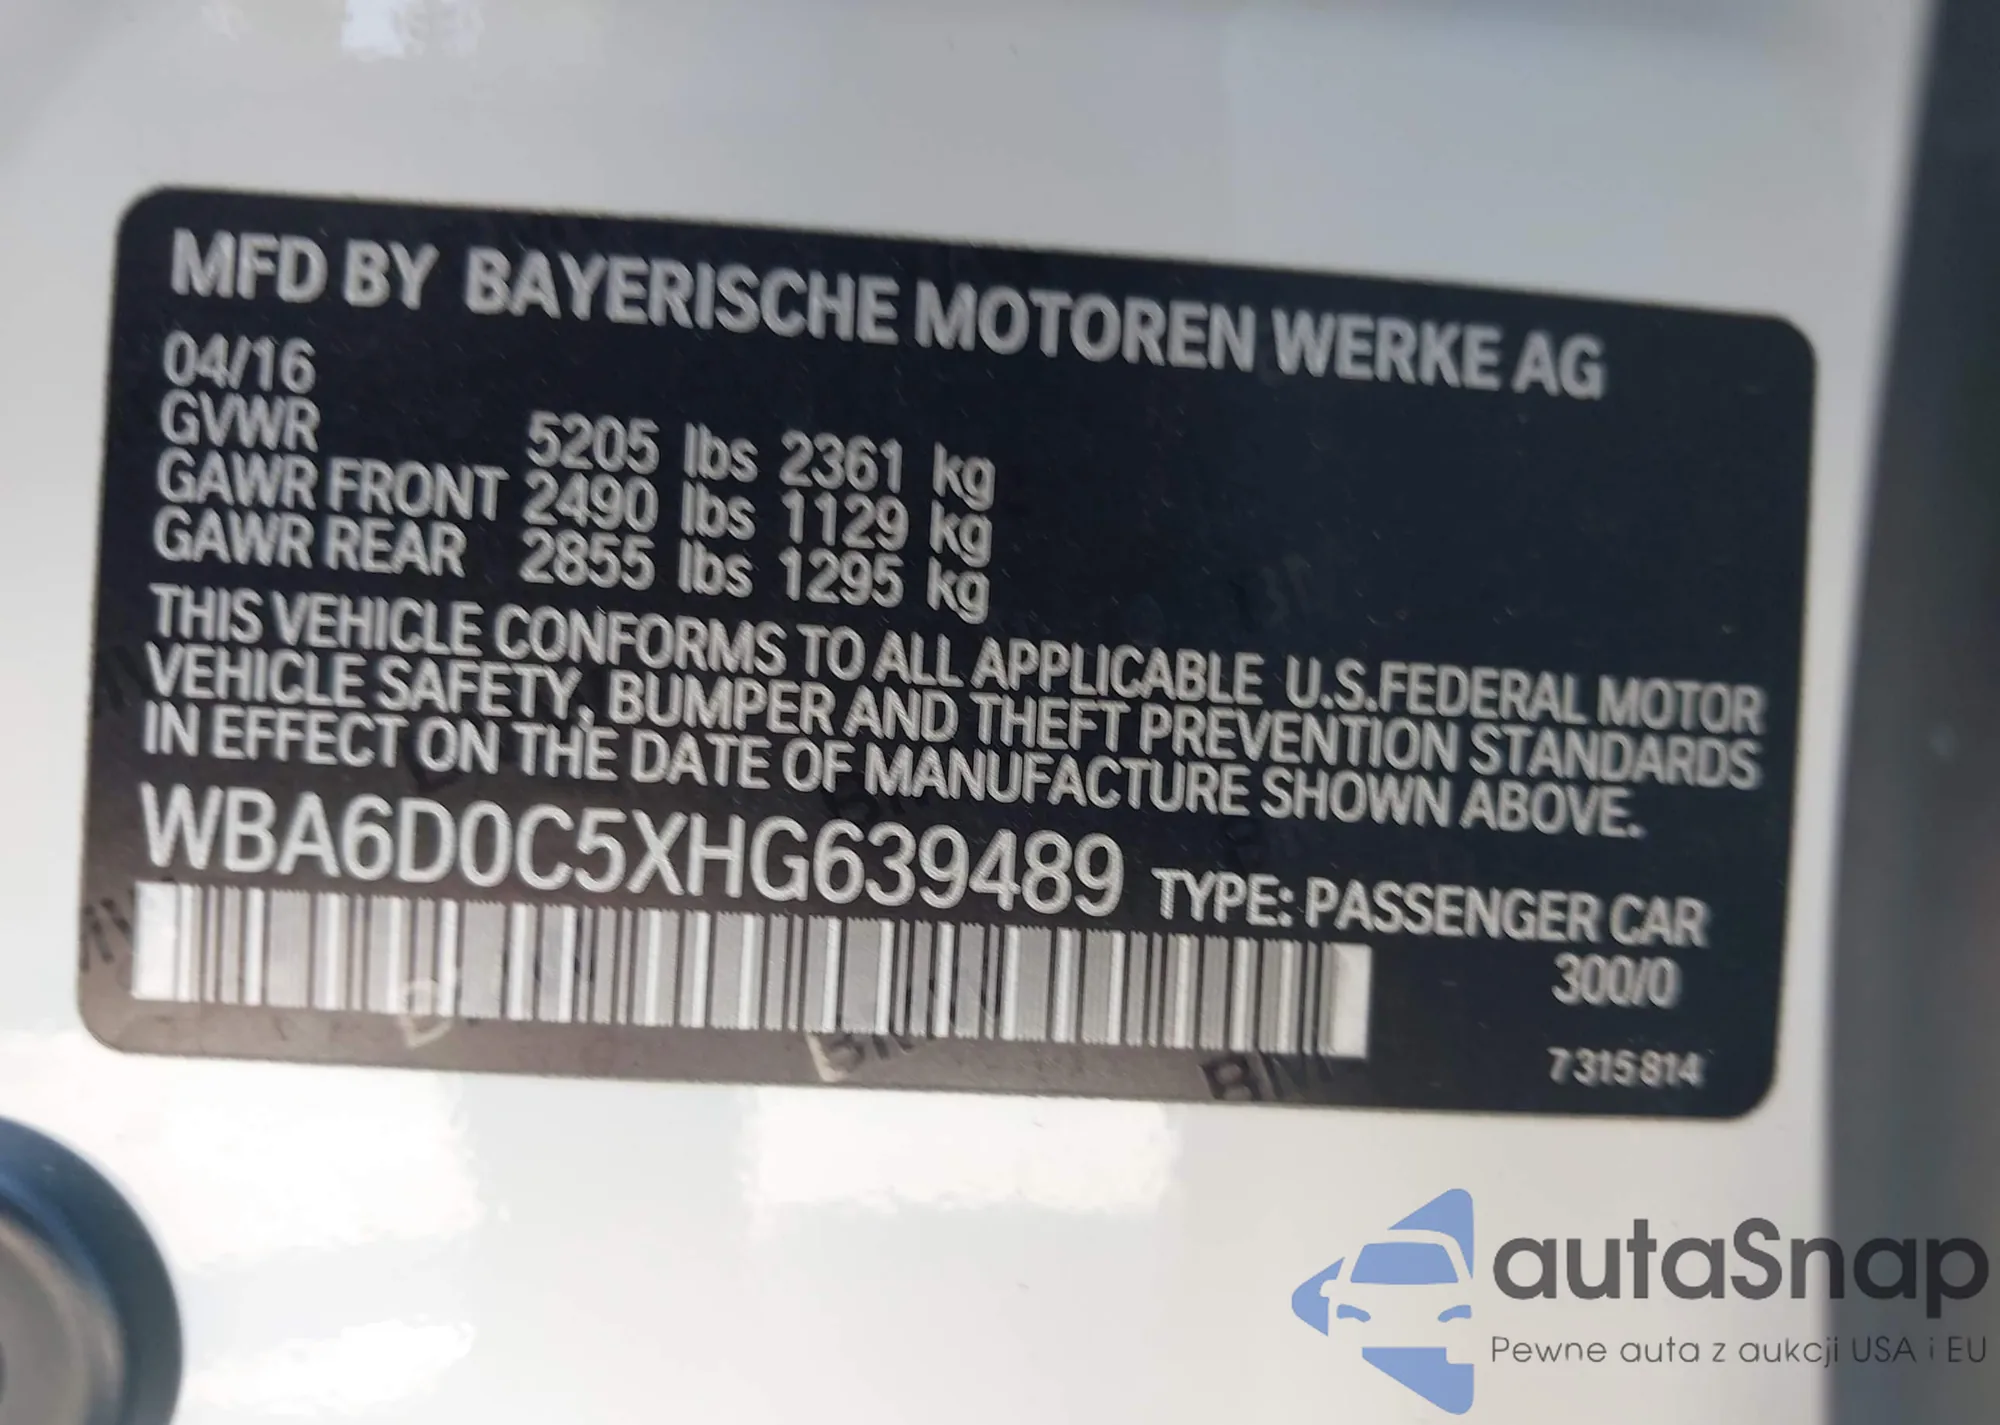 MFD BY BAYERISCHE MOTOREN WERKE AG
04/16
GVWR 5205 lbs 2361 kg
GAWR FRONT 2490 lbs 1129 kg
GAWR REAR 2855 lbs 1295 kg
THIS VEHICLE CONFORMS TO ALL APPLICABLE U.S.FEDERAL MOTOR
VEHICLE SAFETY, BUMPER AND THEFT PREVENTION STANDARDS
IN EFFECT ON THE DATE OF MANUFACTURE SHOWN ABOVE.
WBA6D0C5XHG639489 TYPE: PASSENGER CAR
300/0
7 315 814
autaSnap
Pewne auta z aukcji USA i EU